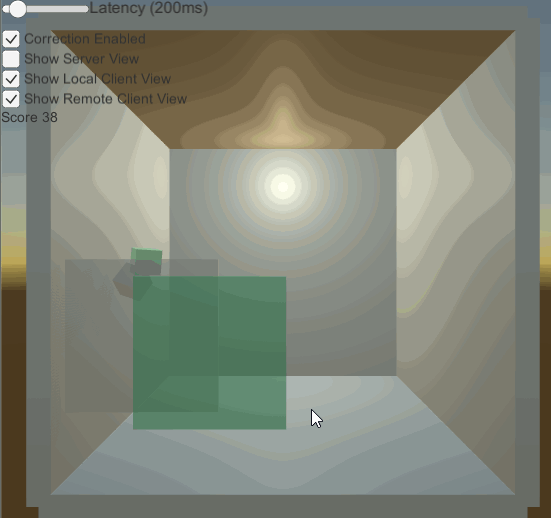 Latency (200ms)
Correction Enabled
Show Server View
Show Local Client View
Show Remote Client View
Score 38